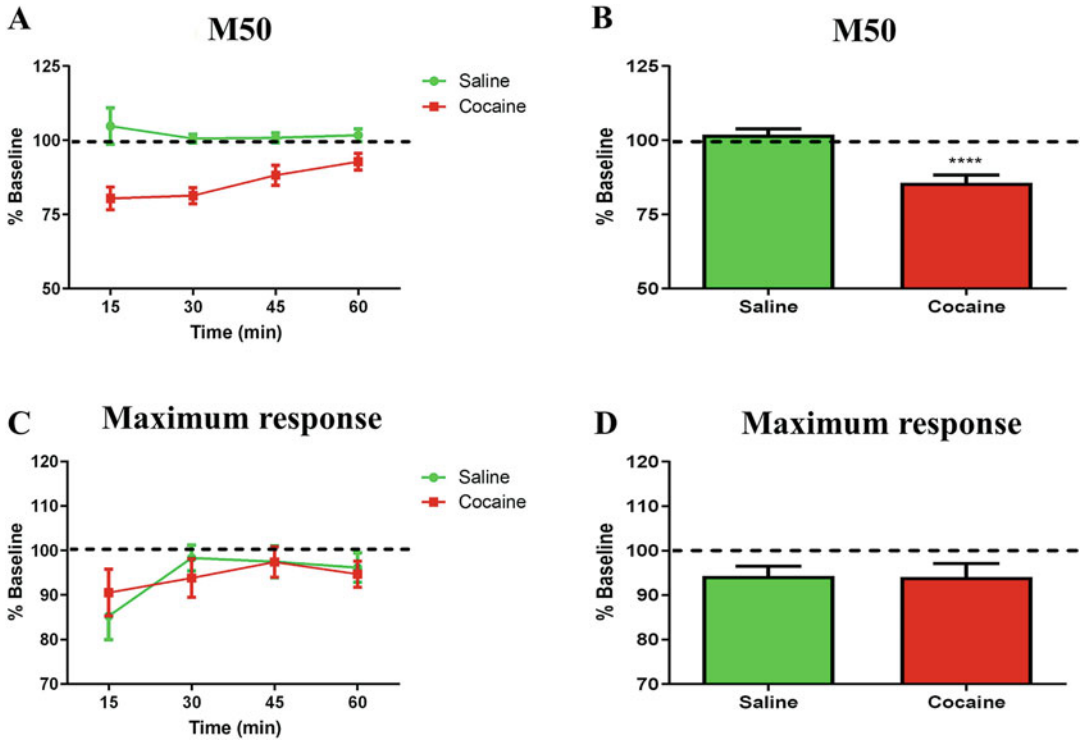 A
M50
125
100
75
50
% Baseline
15 30 45 60
Time (min)
Saline
Cocaine
B
M50
125
100
75
50
% Baseline
****
Saline Cocaine
C
Maximum response
120
110
100
90
80
70
% Baseline
15 30 45 60
Time (min)
Saline
Cocaine
D
Maximum response
120
110
100
90
80
70
% Baseline
Saline Cocaine